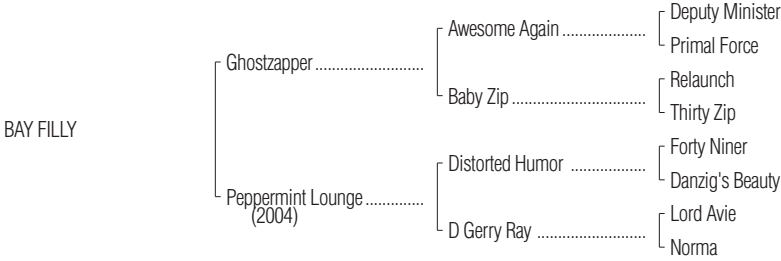 Deputy Minister
Awesome Again ....................
Primal Force
Ghostzapper ..........................
Relaunch
Baby Zip ................................
Thirty Zip
BAY FILLY
Forty Niner
Distorted Humor ..................
Danzig's Beauty
Peppermint Lounge ..............
(2004)
Lord Avie
D Gerry Ray ..........................
Norma